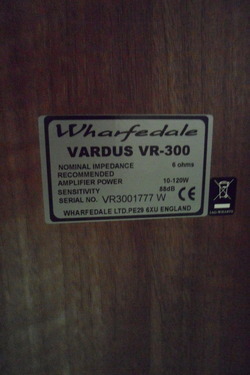 Wharfedale
VARDUS VR-300
NOMINAL IMPEDANCE 6 ohms
RECOMMENDED
AMPLIFIER POWER 10-120W
SENSITIVITY 88dB
SERIAL NO. VR3001777 W CE
WHARFEDALE LTD.PE29 6XU ENGLAND